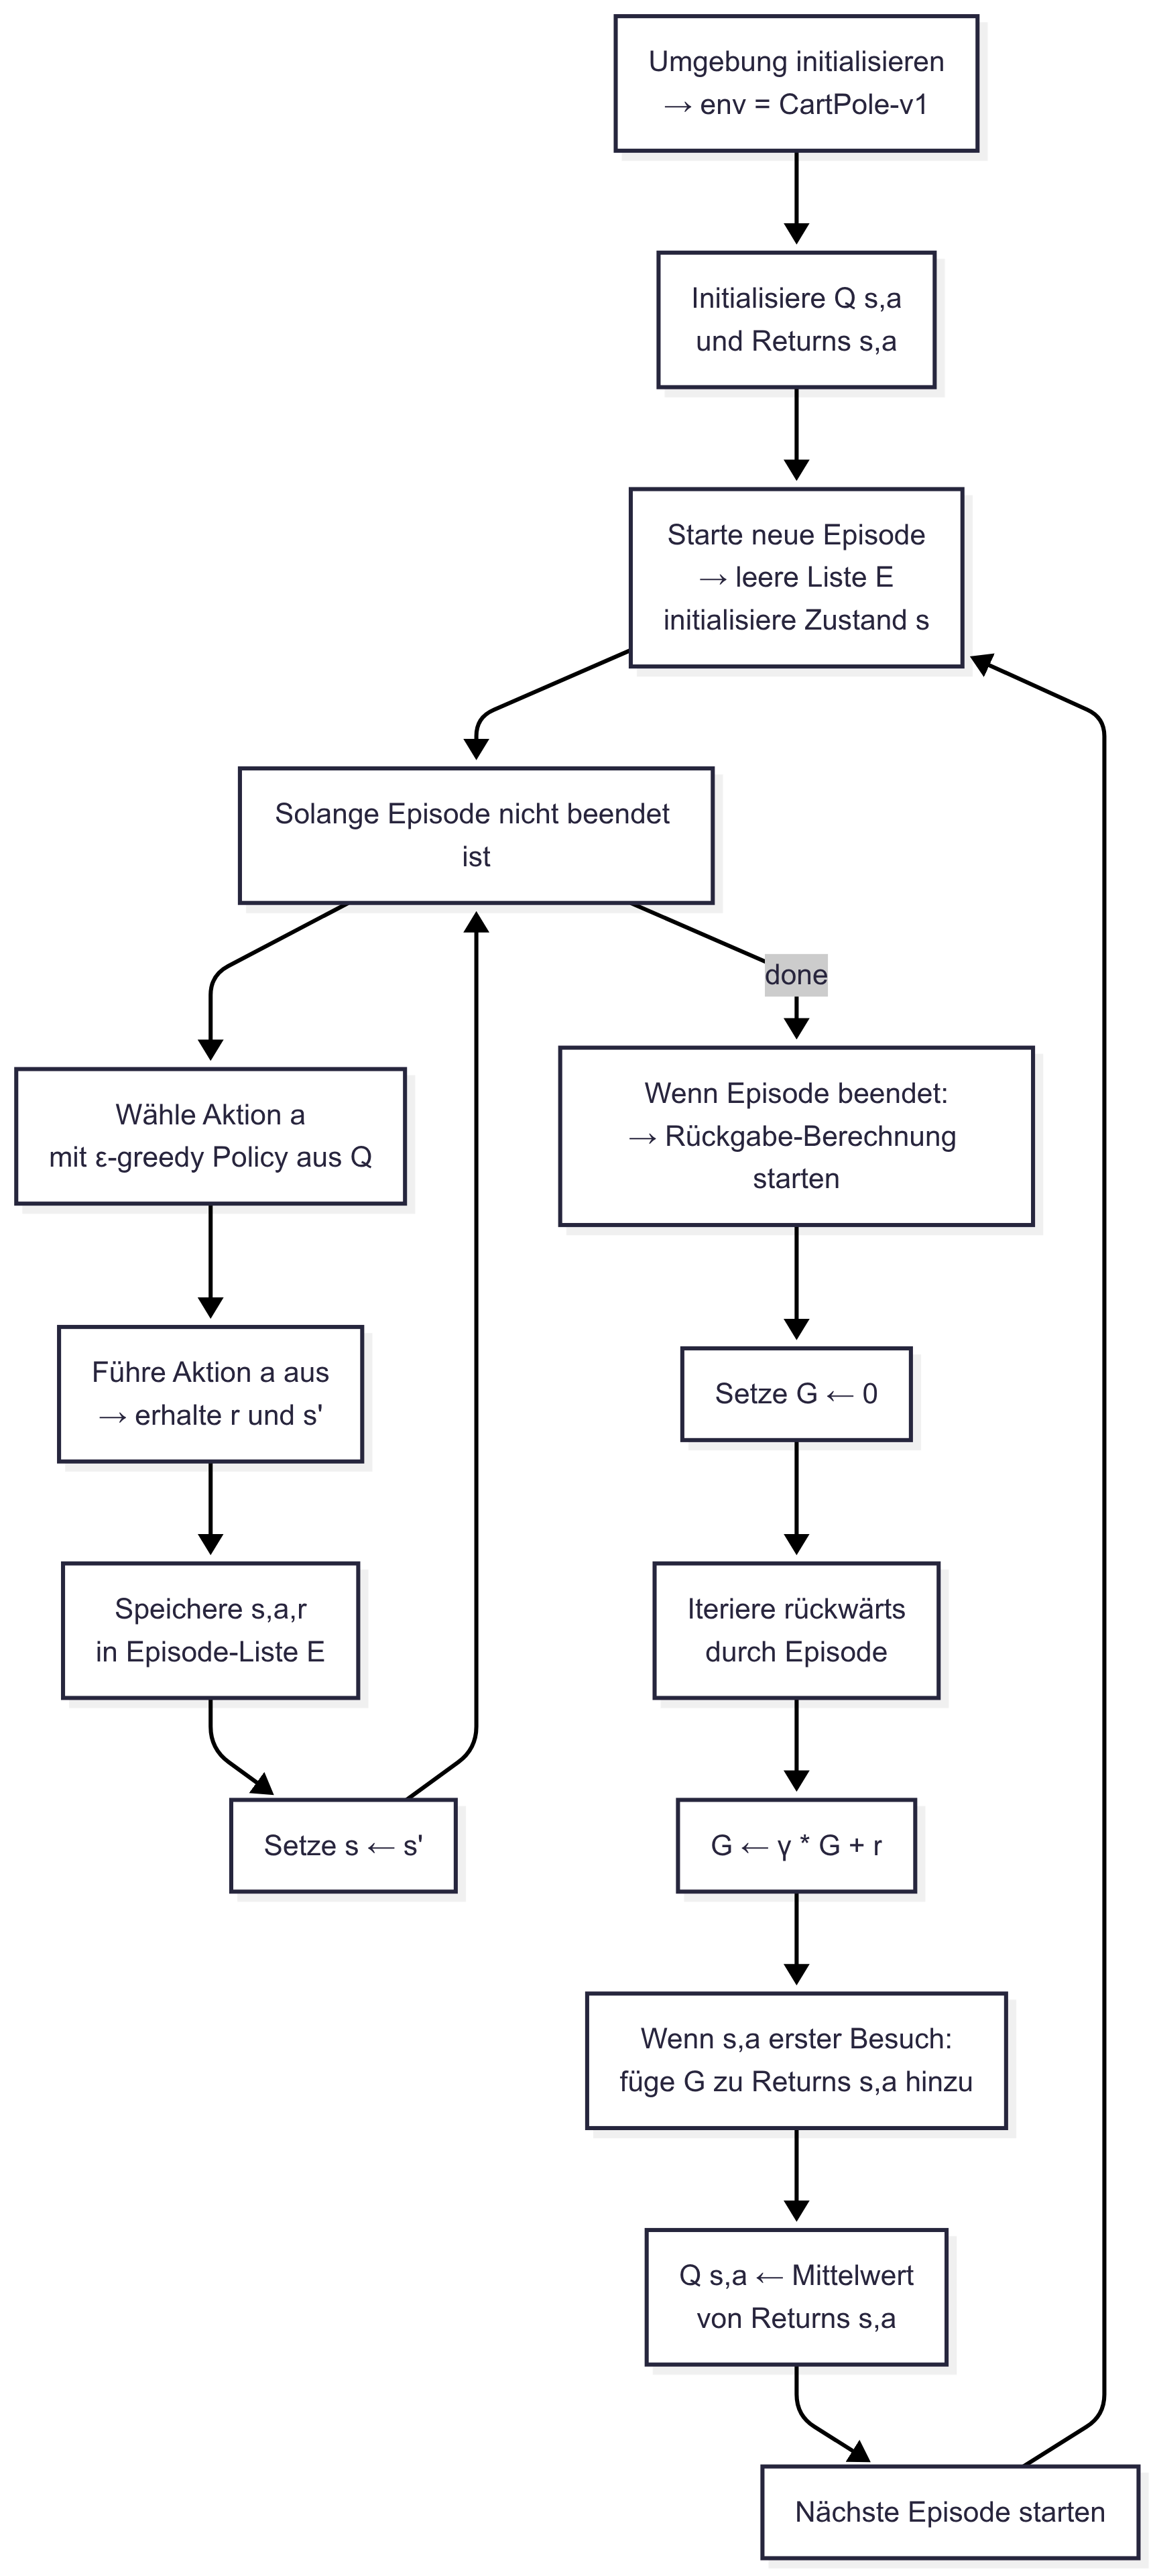 Umgebung initialisieren
→ env = CartPole-v1
Initialisiere Q s,a
und Returns s,a
Starte neue Episode
→ leere Liste E
initialisiere Zustand s
Solange Episode nicht beendet
ist
done
Wähle Aktion a
mit ε-greedy Policy aus Q
Führe Aktion a aus
→ erhalte r und s'
Speichere s,a,r
in Episode-Liste E
Setze s ← s'
Wenn Episode beendet:
→ Rückgabe-Berechnung
starten
Setze G ← 0
Iteriere rückwärts
durch Episode
G ← γ * G + r
Wenn s,a erster Besuch:
füge G zu Returns s,a hinzu
Q s,a ← Mittelwert
von Returns s,a
Nächste Episode starten